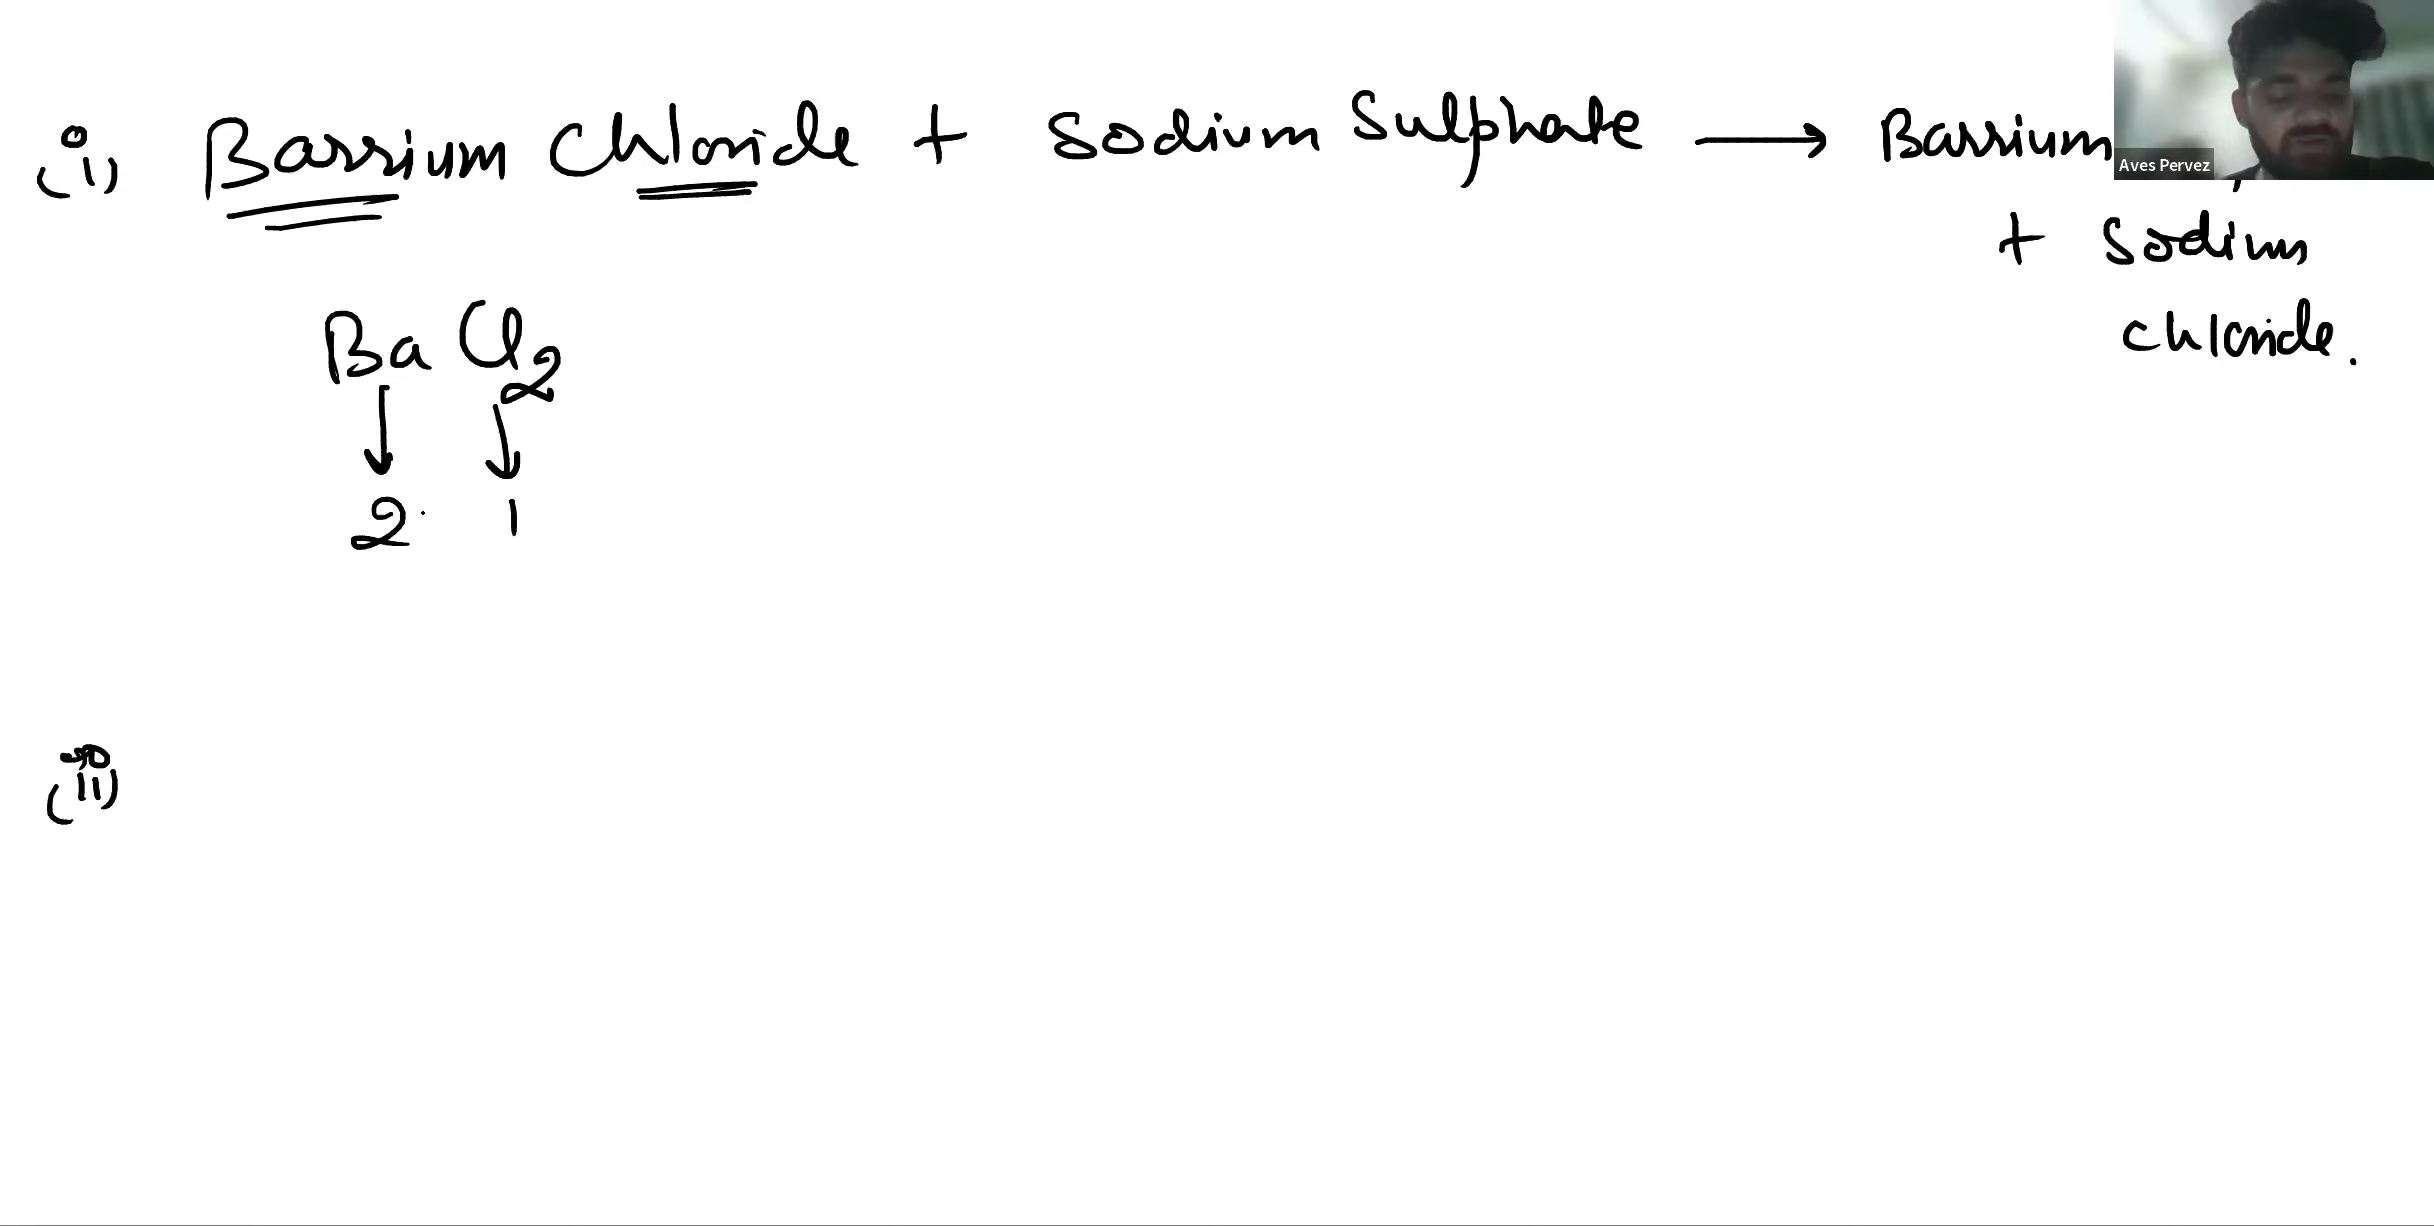 (i) Barrium Chloride + Sodium Sulphate ⟶ Barrium
Aves Pervez
+ Sodium
chloride.
BaCl2
2 1
(ii)